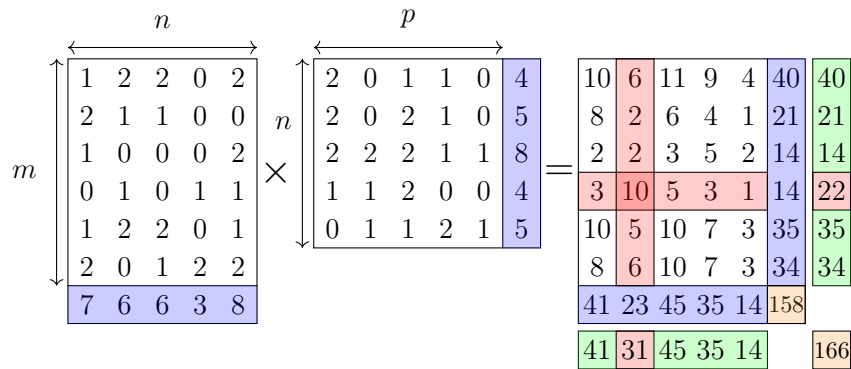 n p
1 2 2 0 2 2 0 1 1 0 4 10 6 11 9 4 40 40
2 1 1 0 0 2 0 2 1 0 5 8 2 6 4 1 21 21
n
1 0 0 0 2 2 2 2 1 1 8 2 2 3 5 2 14 14
m × =
0 1 0 1 1 1 1 2 0 0 4 3 10 5 3 1 14 22
1 2 2 0 1 0 1 1 2 1 5 10 5 10 7 3 35 35
2 0 1 2 2 8 6 10 7 3 34 34
7 6 6 3 8 41 23 45 35 14 158
41 31 45 35 14 166